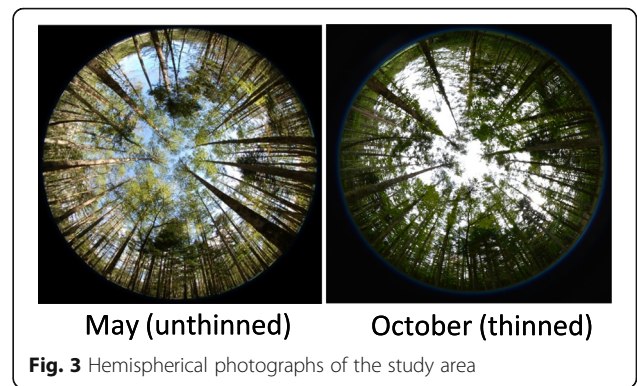 May (unthinned)
October (thinned)
Fig. 3 Hemispherical photographs of the study area